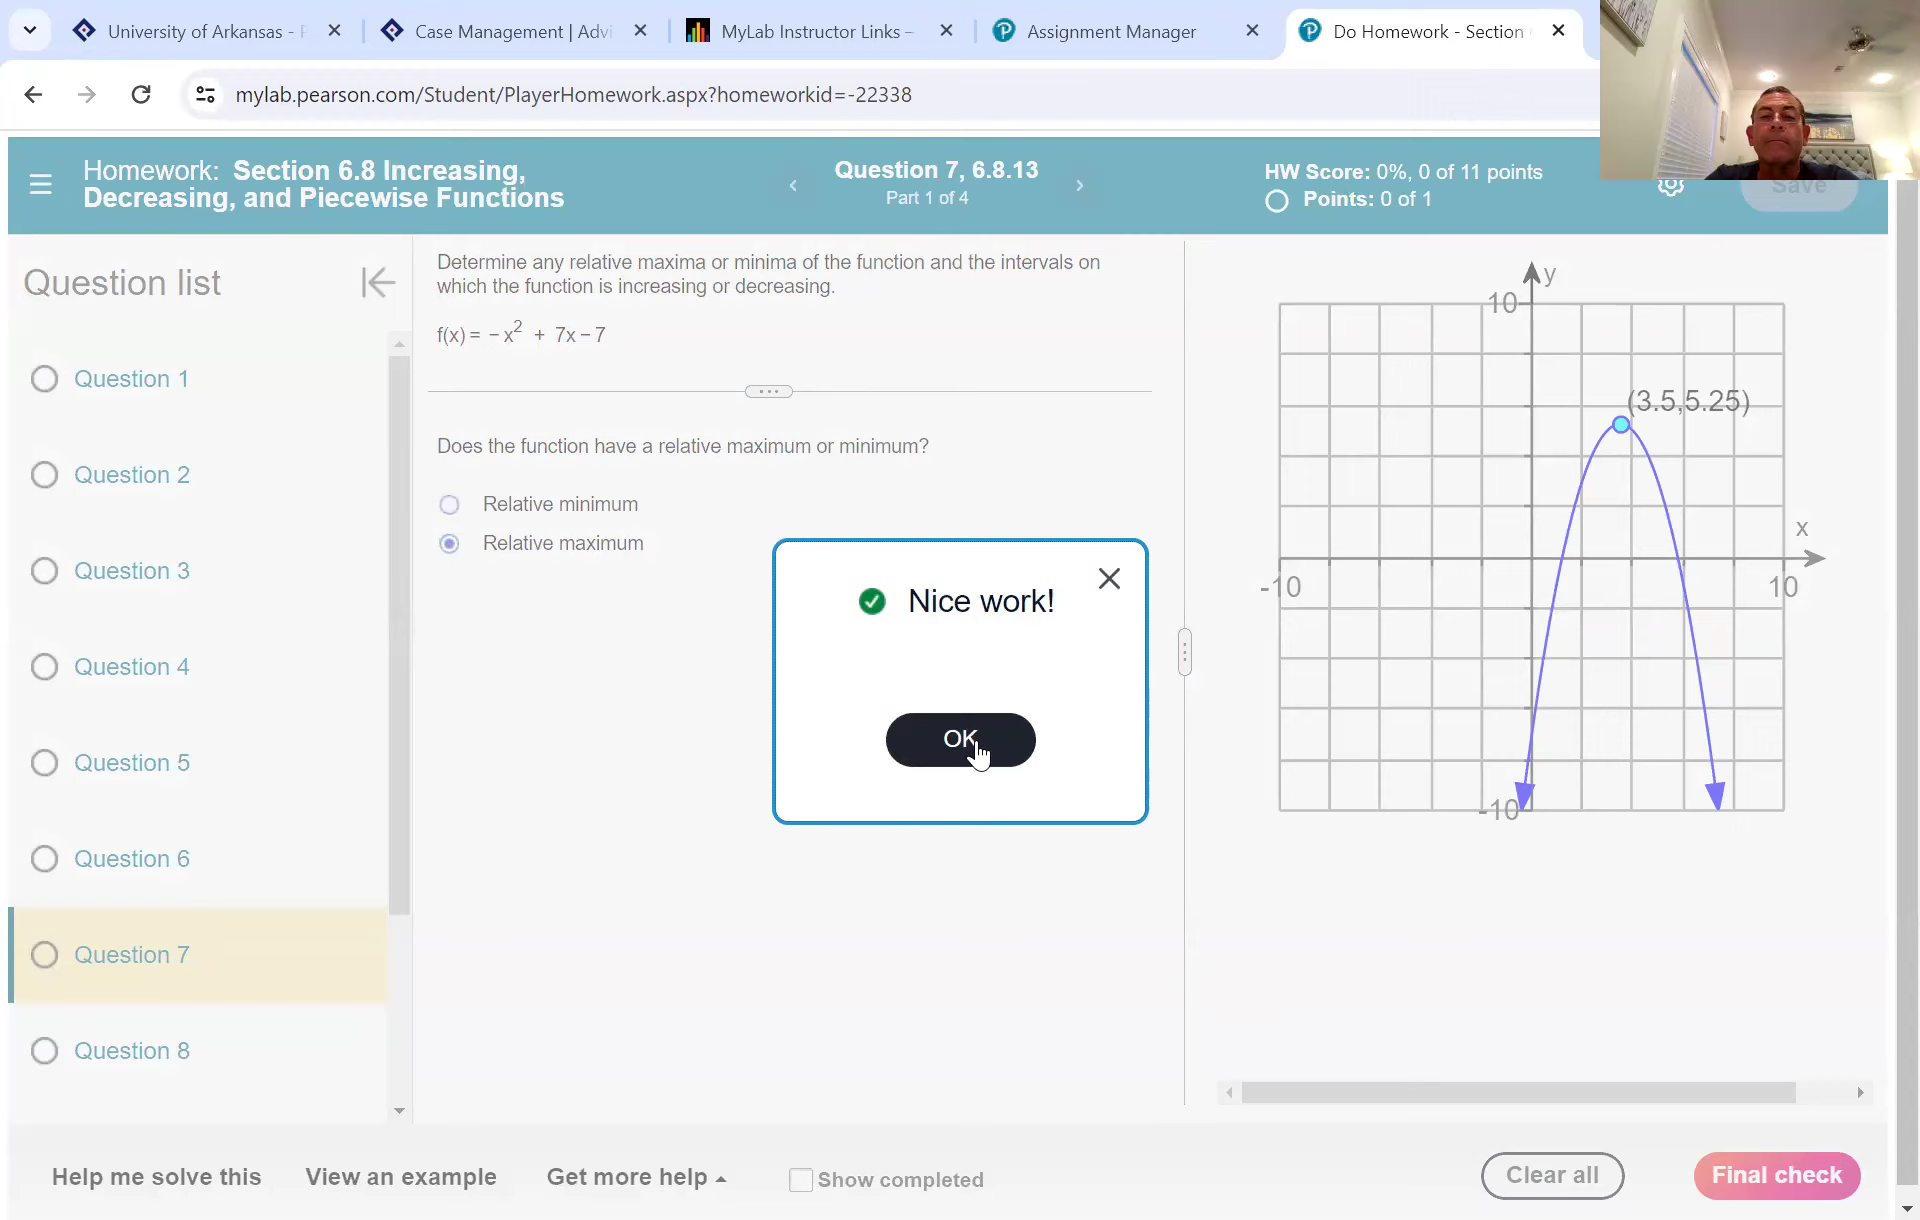 University of Arkansas -
Case Management | Advi
MyLab Instructor Links –
Assignment Manager
Do Homework - Section
mylab.pearson.com/Student/PlayerHomework.aspx?homeworkid=-22338
Homework: Section 6.8 Increasing,
Decreasing, and Piecewise Functions
Question 7, 6.8.13
Part 1 of 4
HW Score: 0%, 0 of 11 points
Points: 0 of 1
Save
Question list
Question 1
Question 2
Question 3
Question 4
Question 5
Question 6
Question 7
Question 8
Determine any relative maxima or minima of the function and the intervals on
which the function is increasing or decreasing.
f(x) = − x² + 7x − 7
Does the function have a relative maximum or minimum?
Relative minimum
Relative maximum
Nice work!
OK
y
10
(3.5,5.25)
x
-10
10
-10
Help me solve this
View an example
Get more help
Show completed
Clear all
Final check